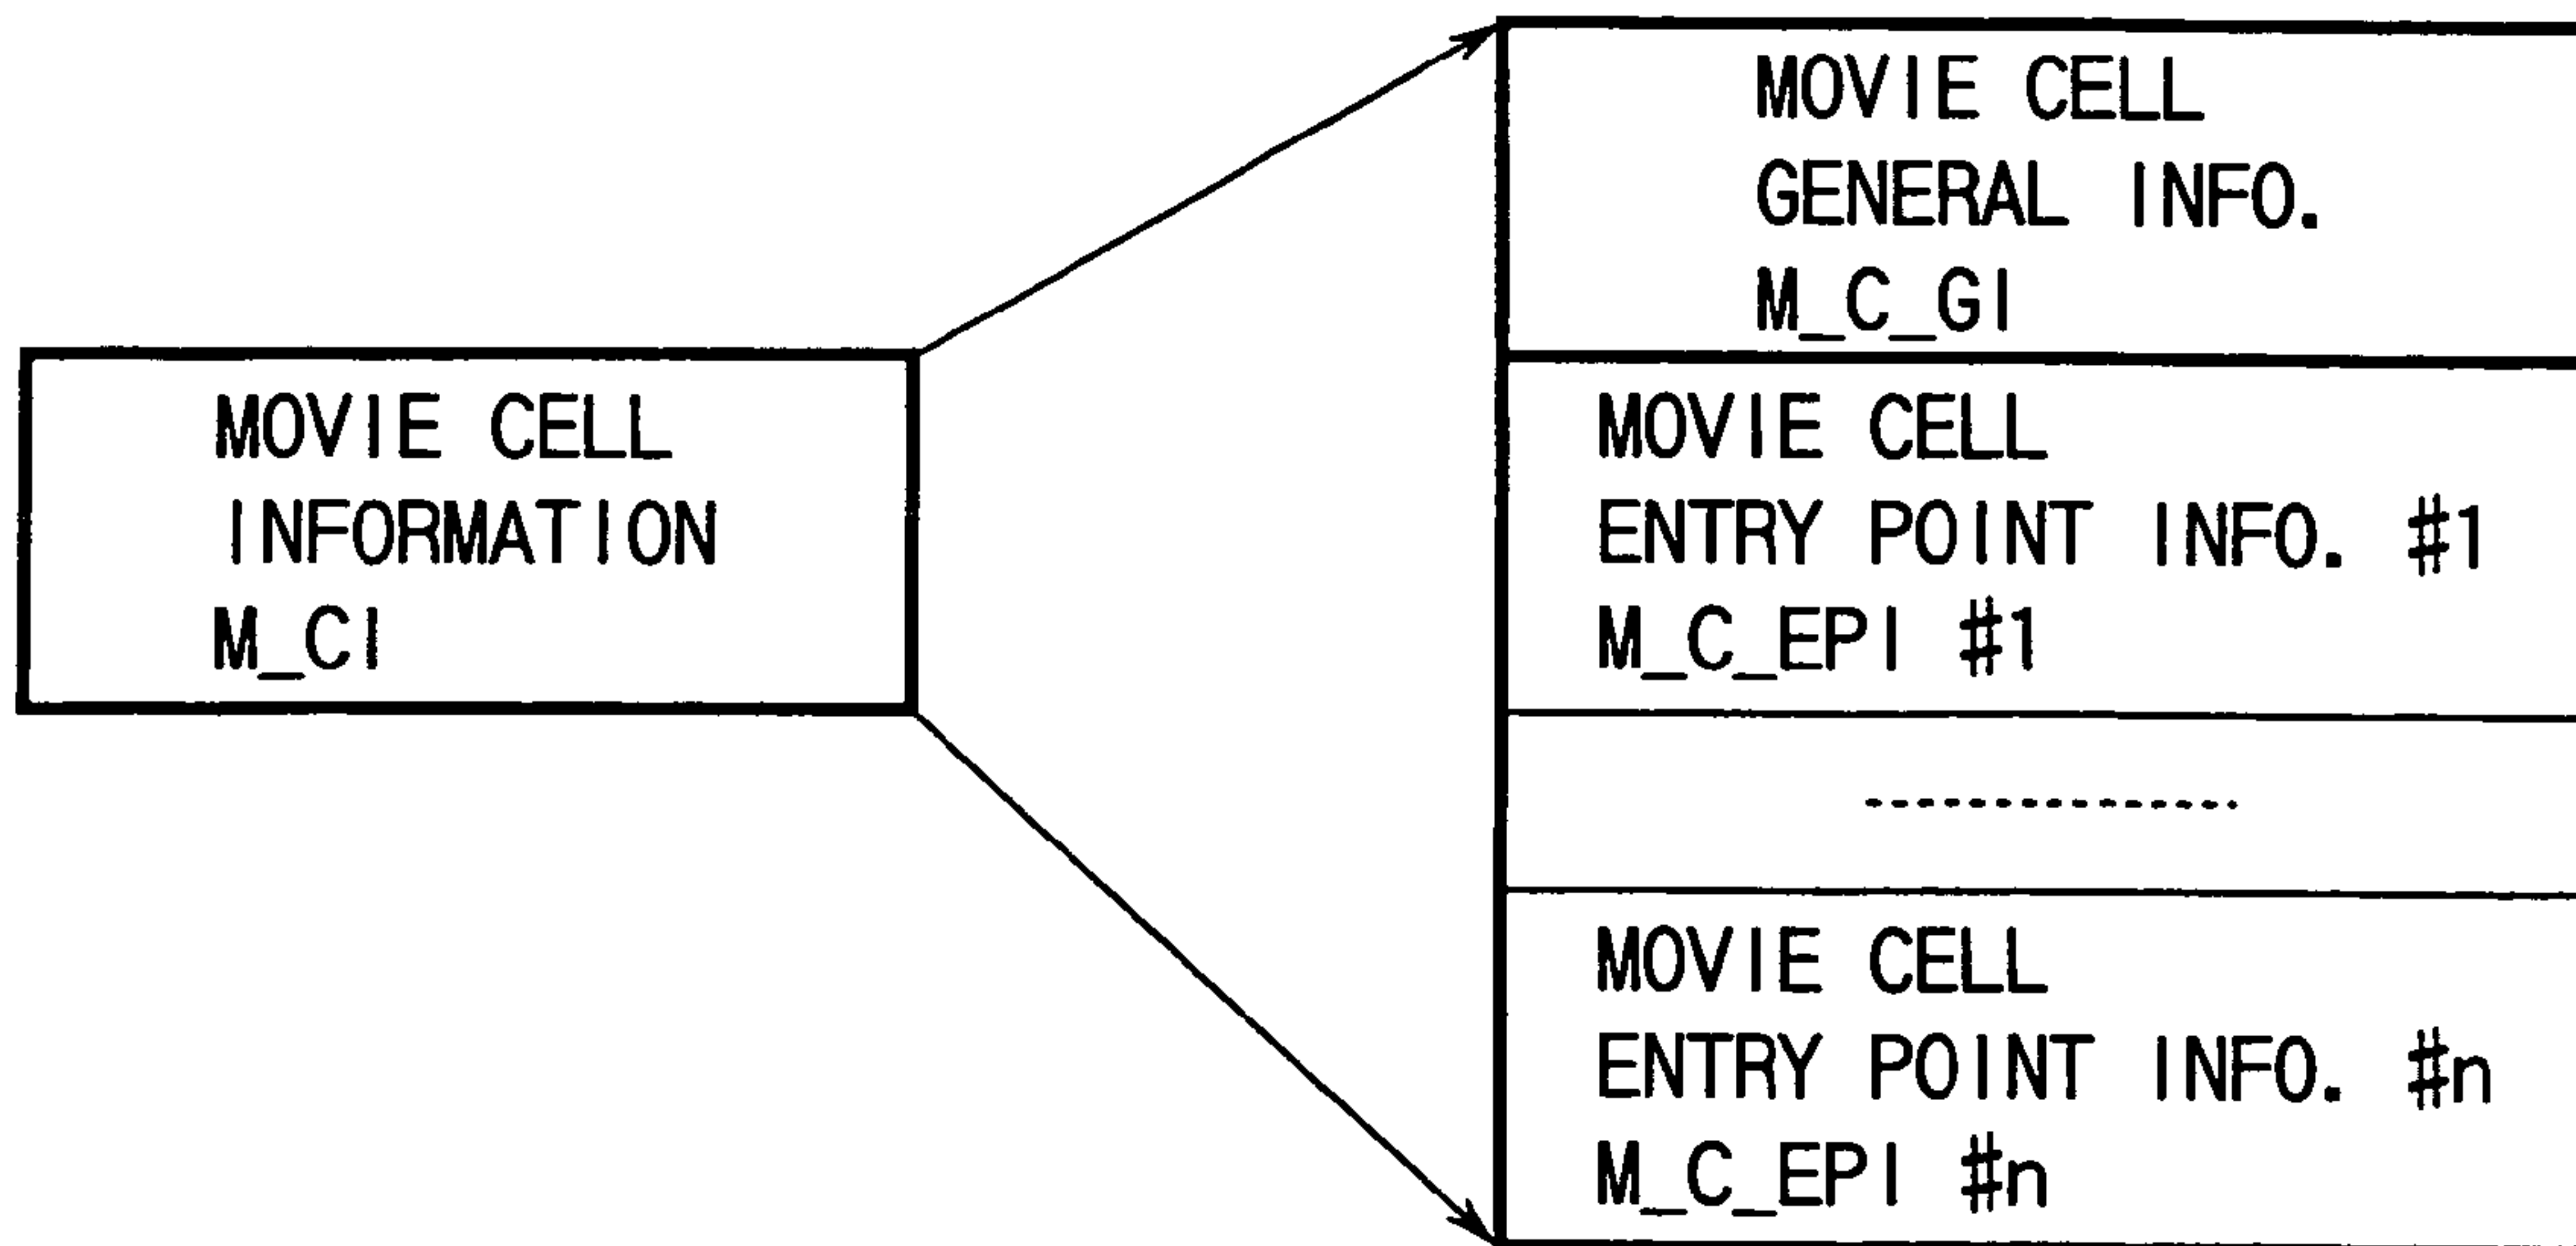 MOVIE CELL
INFORMATION
M_CI
MOVIE CELL
GENERAL INFO.
M_C_GI
MOVIE CELL
ENTRY POINT INFO. #1
M_C_EPI #1
MOVIE CELL
ENTRY POINT INFO. #n
M_C_EPI #n